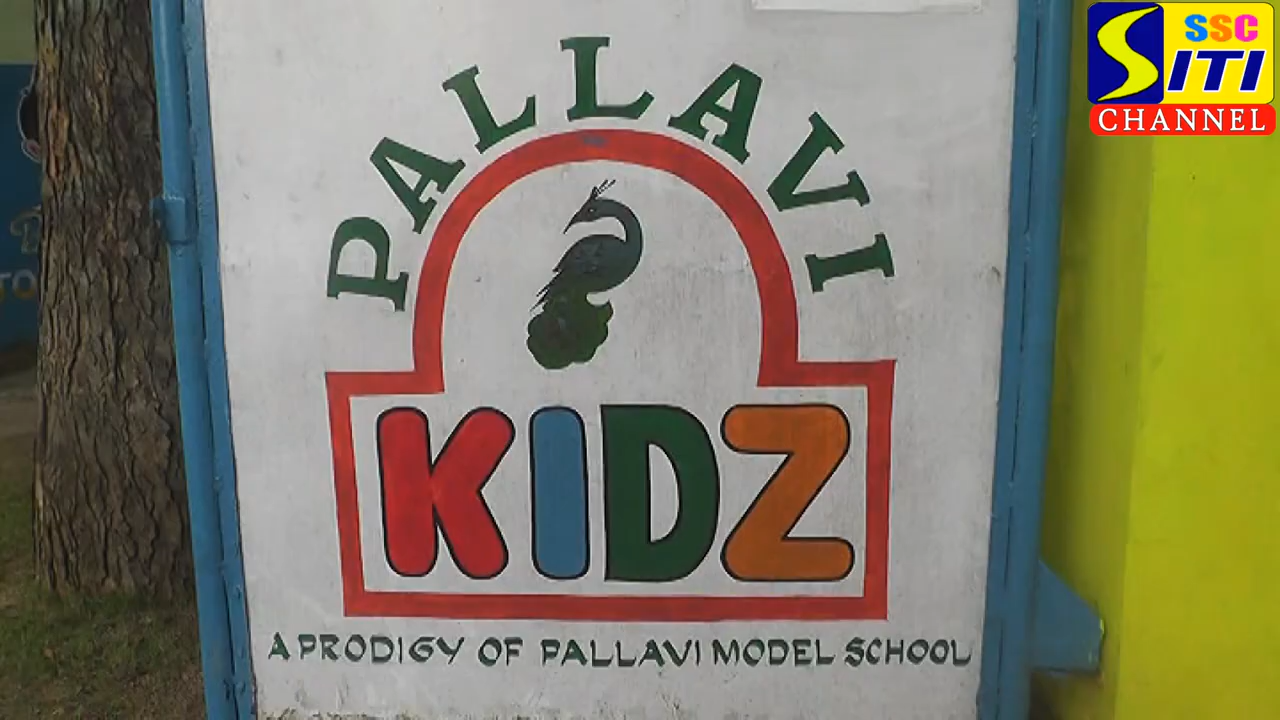 SSC
SITI
CHANNEL
PALLAVI
KIDZ
A PRODIGY OF PALLAVI MODEL SCHOOL